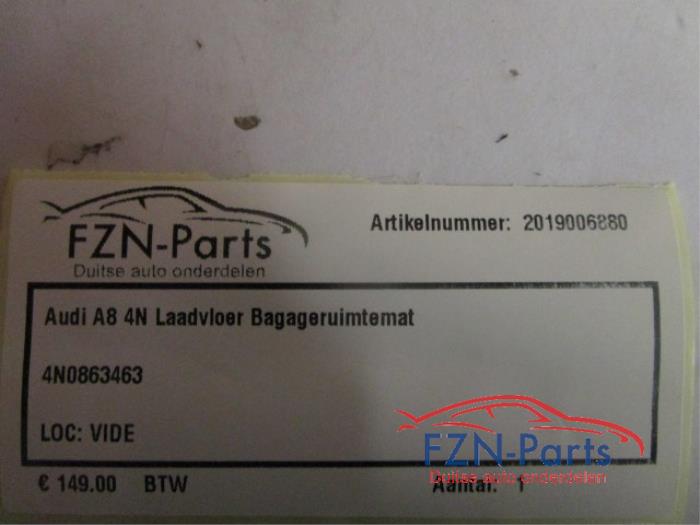 FZN-Parts
Duitse auto onderdelen
Artikelnummer: 2019006880
Audi A8 4N Laadvloer Bagageruimtemat
4N0863463
LOC: VIDE
€ 149.00 BTW
Aantal: 1
FZN-Parts
Duitse auto onderdelen